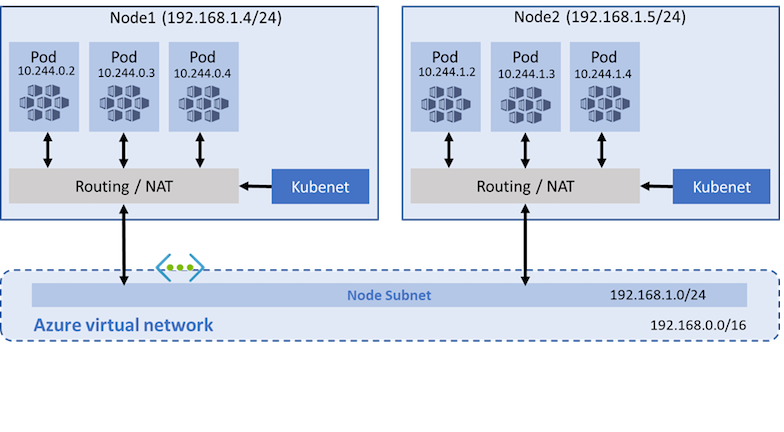 Node1 (192.168.1.4/24)
Pod
10.244.0.2
Pod
10.244.0.3
Pod
10.244.0.4
Routing / NAT
Kubenet
Node2 (192.168.1.5/24)
Pod
10.244.1.2
Pod
10.244.1.3
Pod
10.244.1.4
Routing / NAT
Kubenet
Node Subnet
192.168.1.0/24
Azure virtual network
192.168.0.0/16